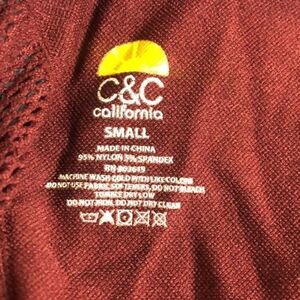 C&C
california
SMALL
MADE IN CHINA
95% NYLON 5% SPANDEX
RN
MACHINE WASH COLD WITH LIKE COLORS
DO NOT USE FABRIC SOFTENERS, DO NOT BLEACH
TUMBLE DRY LOW
DO NOT IRON, DO NOT DRY CLEAN